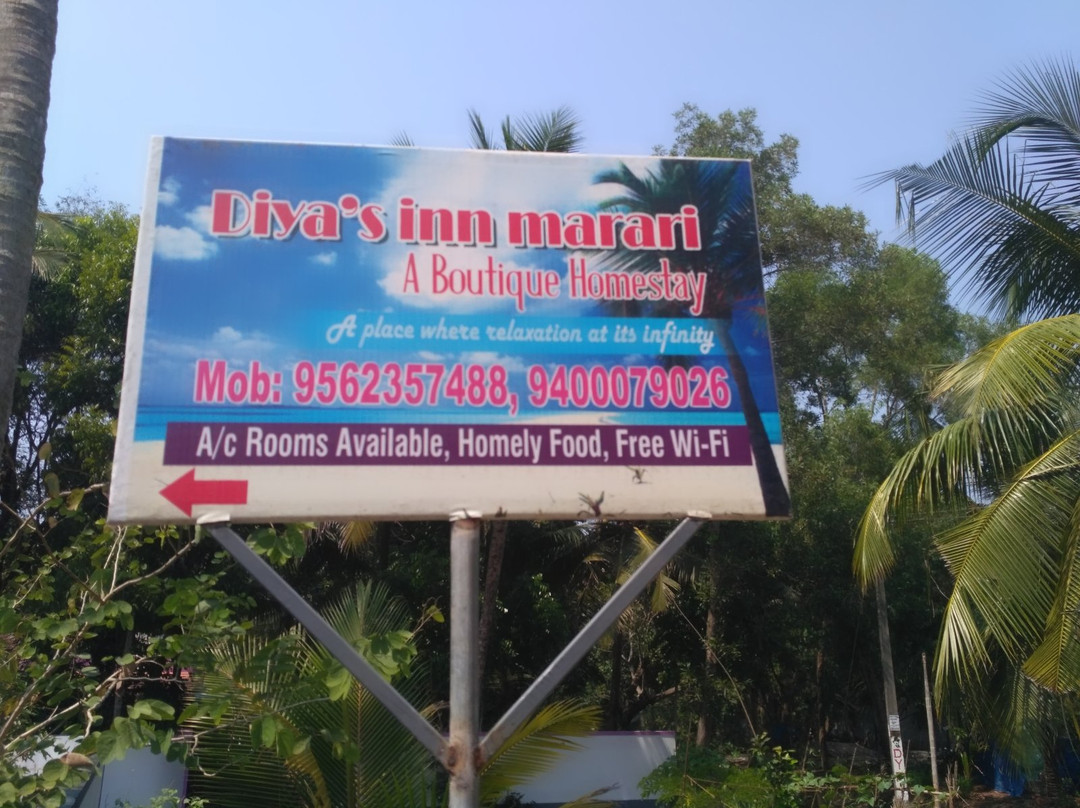 Diya's inn marari
A Boutique Homestay
A place where relaxation at its infinity
Mob: 9562357488, 9400079026
A/c Rooms Available, Homely Food, Free Wi-Fi